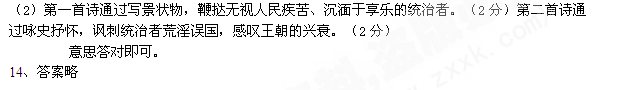 （2）第一首诗通过写景状物，鞭挞无视人民疾苦、沉湎于享乐的统治者。（2分）第二首诗通
过咏史抒怀，讽刺统治者荒淫误国，感叹王朝的兴衰。（2分）
意思答对即可。
14、答案略